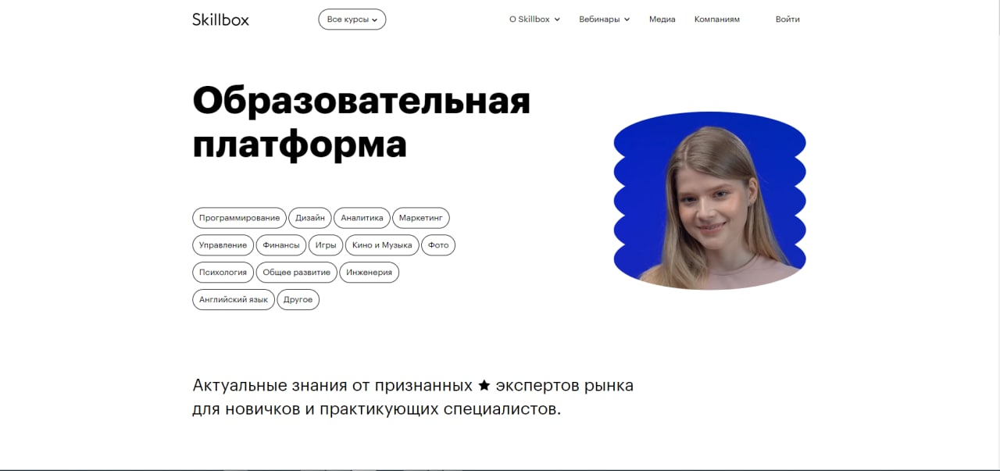 Skillbox Все курсы О Skillbox Вебинары Медиа Компаниям Войти
Образовательная
платформа
Программирование Дизайн Аналитика Маркетинг
Управление Финансы Игры Кино и Музыка Фото
Психология Общее развитие Инженерия
Английский язык Другое
Актуальные знания от признанных ★ экспертов рынка
для новичков и практикующих специалистов.